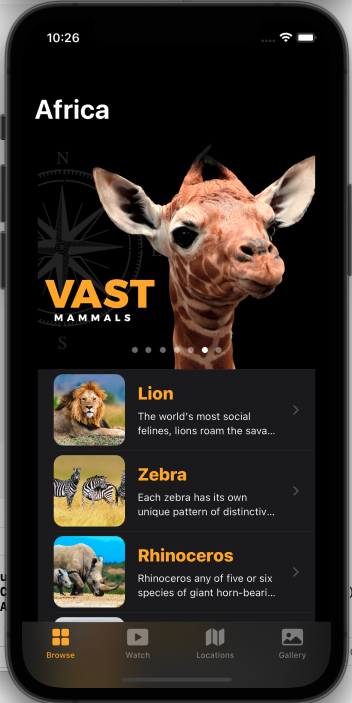 10:26
Africa
N
VAST
MAMMALS
S
Lion
The world's most social
felines, lions roam the sava...
Zebra
Each zebra has its own
unique pattern of distinctiv...
Rhinoceros
Rhinoceros any of five or six
species of giant horn-beari...
Browse
Watch
Locations
Gallery